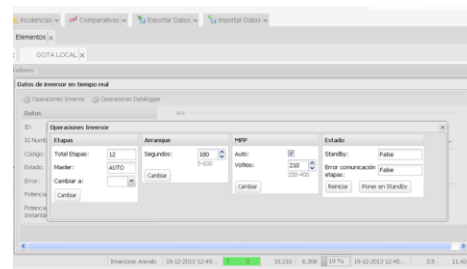 Incidencias Comparativas Exportar Datos Importar Datos
Elementos
GOTA LOCAL
Datos de inversor en tiempo real
Operaciones Inversor Operaciones Datalogger
Datos
ID:
Operaciones Inversor
Etapas Arranque MPP Estado
Total Etapas: 12 Segundos: 180 Auto: Standby: False
5-600
Master: AUTO Voltios: 210 Error comunicación etapas: False
150-400
Cambiar a:
Cambiar Cambiar Cambiar Reiniciar Poner en Standby
Código:
Estado:
Error:
Potencia
Potencia
Instantá
Inversores Arevalo 19-12-2013 12:49... 33.210 6.308 19 % 19-12-2013 12:45:... 3.5 11.42